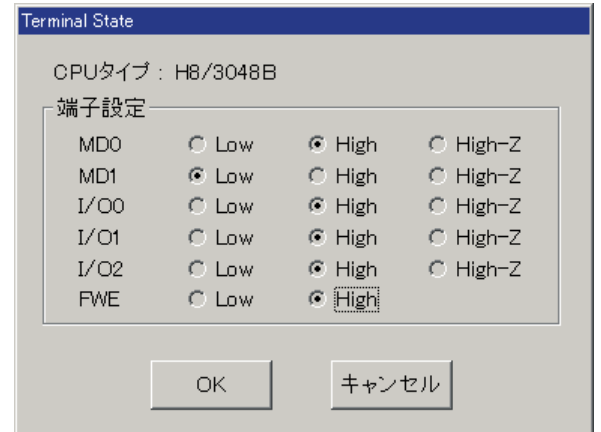 Terminal State
CPUタイプ : H8/3048B
端子設定
MD0 Low High High-Z
MD1 Low High High-Z
I/O0 Low High High-Z
I/O1 Low High High-Z
I/O2 Low High High-Z
FWE Low High
OK キャンセル